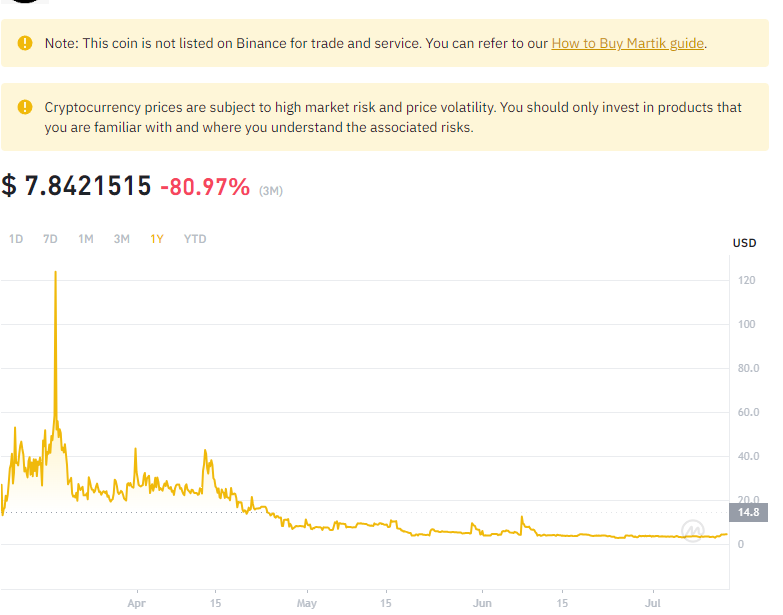 Note: This coin is not listed on Binance for trade and service. You can refer to our How to Buy Martik guide.
Cryptocurrency prices are subject to high market risk and price volatility. You should only invest in products that
you are familiar with and where you understand the associated risks.
$ 7.8421515 -80.97% (3M)
1D 7D 1M 3M 1Y YTD
USD
120
100
80.0
60.0
40.0
20.0
14.8
0
Apr 15 May 15 Jun 15 Jul